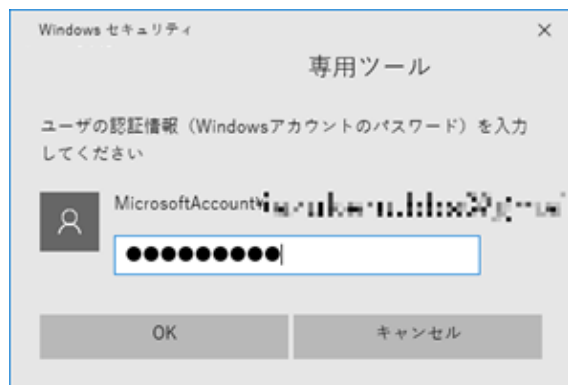 Windows セキュリティ
専用ツール
ユーザの認証情報（Windowsアカウントのパスワード）を入力
してください
MicrosoftAccount¥
●●●●●●●●●
OK
キャンセル